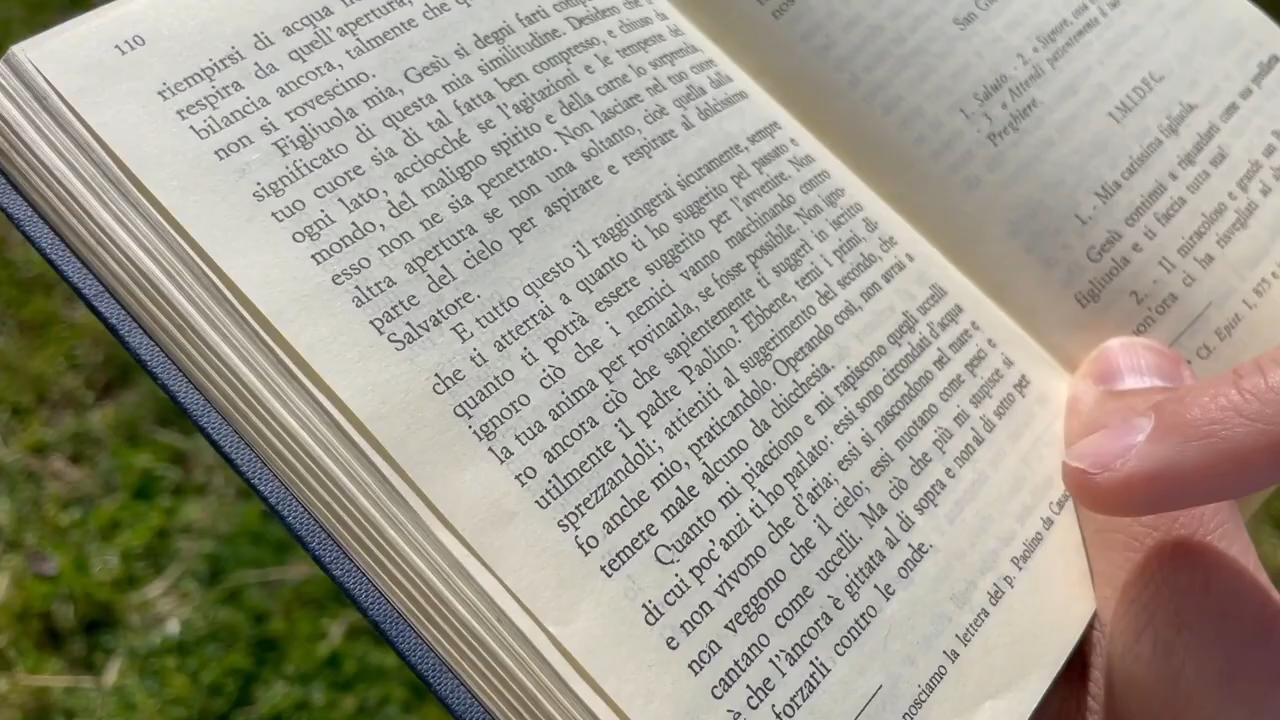 110
riempirsi di acqua
respira da quell'apertura,
bilancia ancora, talmente che
non si rovescino.
Figliuola mia, Gesù si degni farti
significato di questa mia similitudine. Desidero che
tuo cuore sia di tal fatta ben compresso, e chiuso
ogni lato, acciocché se l'agitazioni e le tempeste del
mondo, del maligno spirito e della carne lo sorprenda
esso non ne sia penetrato. Non lasciare nel tuo cuore
altra apertura se non una soltanto, cioè quella dalla
parte del cielo per aspirare e respirare al dolcissimo
Salvatore.
E tutto questo il raggiungerai sicuramente, sempre
che ti atterrai a quanto ti ho suggerito pel passato e
quanto ti potrà essere suggerito per l'avvenire. Non
ignoro ciò che i nemici vanno macchinando contro
la tua anima per rovinarla, se fosse possibile. Non igno-
ro ancora ciò che sapientemente ti suggerì in iscritto
utilmente il padre Paolino.² Ebbene, temi i primi, di-
sprezzandoli; attieniti al suggerimento del secondo, che
fo anche mio, praticandolo. Operando così, non avrai a
temere male alcuno da chicchesia.
Quanto mi piacciono e mi rapiscono quegli uccelli
di cui poc'anzi ti ho parlato: essi sono circondati d'acqua
e non vivono che d'aria; essi si nascondono nel mare e
non veggono che il cielo; essi nuotano come pesci e
cantano come uccelli. Ma ciò che più mi stupisce si
è che l'àncora è gittata al di sopra e non al di sotto per
forzarli contro le onde.
nosciamo la lettera del p. Paolino da
San
1. Saluto. - 2. « Signore, cosa
- 3. « Attendi pazientemente il
Preghiere.
I.M.I.D.F.C.
1. - Mia carissima figliuola,
Gesù continui a riguardarti come sua
figliuola e ti faccia tutta sua!
2. - Il miracoloso e grande
buon'ora ci ha risvegliati al
Cf. Epist. I, 875